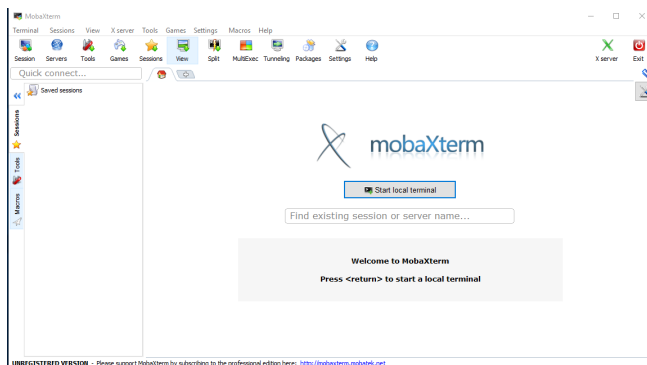 MobaXterm
Terminal Sessions View X server Tools Games Settings Macros Help
Session Servers Tools Games Sessions View Split MultiExec Tunneling Packages Settings Help X server Exit
Quick connect...
Saved sessions
Sessions
Tools
Macros
mobaXterm
Start local terminal
Find existing session or server name...
Welcome to MobaXterm
Press <return> to start a local terminal
UNREGISTERED VERSION - Please support MobaXterm by subscribing to the professional edition here: http://mobaxterm.mobatek.net